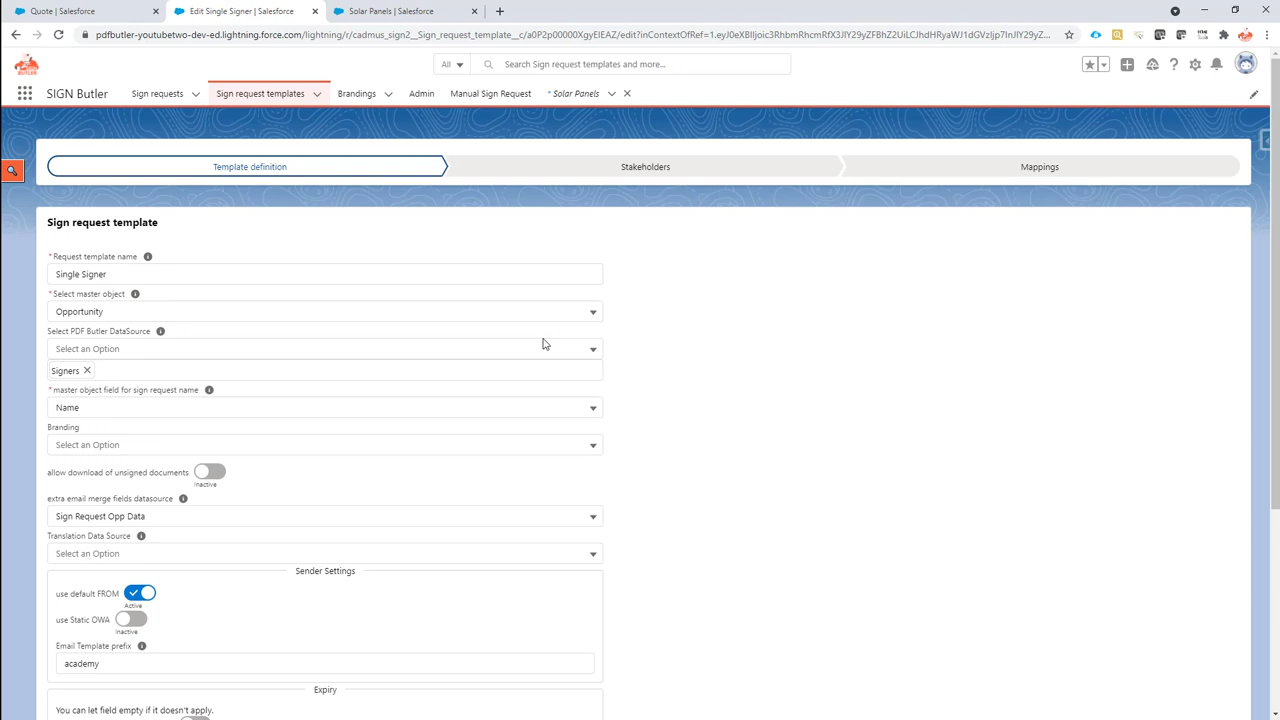 Quote | Salesforce
Edit Single Signer | Salesforce
Solar Panels | Salesforce
pdfbutler-youtubetwo-dev-ed.lightning.force.com/lightning/r/cadmus_sign2__Sign_request_template__c/
All
Search Sign request templates and more...
SIGN Butler
Sign requests
Sign request templates
Brandings
Admin
Manual Sign Request
* Solar Panels
Template definition
Stakeholders
Mappings
Sign request template
*Request template name
Single Signer
*Select master object
Opportunity
Select PDF Butler DataSource
Select an Option
Signers
*master object field for sign request name
Name
Branding
Select an Option
allow download of unsigned documents
Inactive
extra email merge fields datasource
Sign Request Opp Data
Translation Data Source
Select an Option
Sender Settings
use default FROM
Active
use Static OWA
Inactive
Email Template prefix
academy
Expiry
You can let field empty if it doesn't apply.